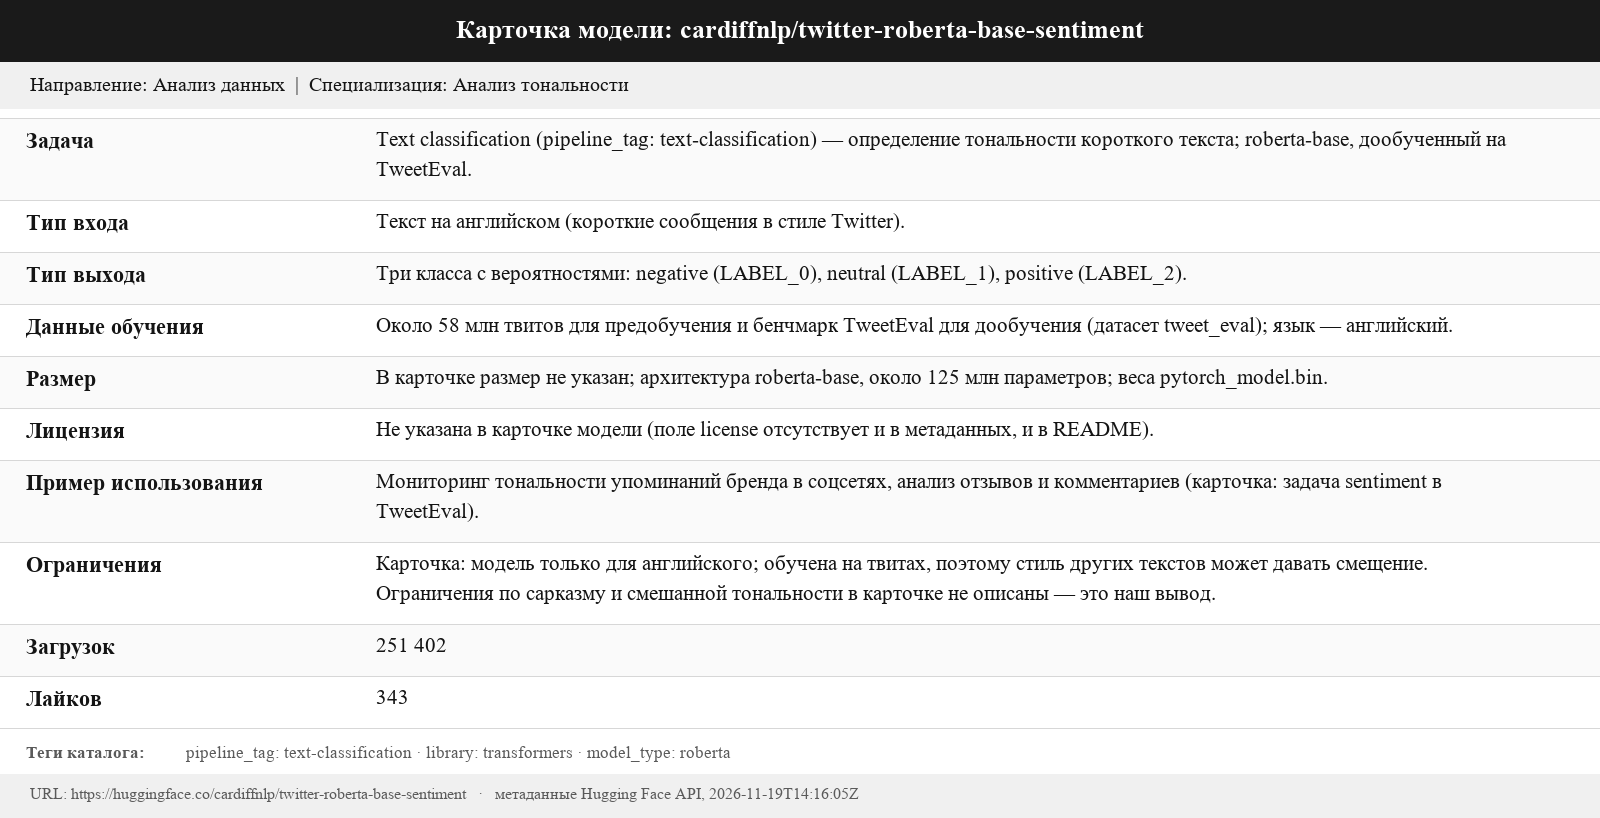 Карточка модели: cardiffnlp/twitter-roberta-base-sentiment
Направление: Анализ данных | Специализация: Анализ тональности
Задача
Text classification (pipeline_tag: text-classification) — определение тональности короткого текста; roberta-base, дообученный на
TweetEval.
Тип входа
Текст на английском (короткие сообщения в стиле Twitter).
Тип выхода
Три класса с вероятностями: negative (LABEL_0), neutral (LABEL_1), positive (LABEL_2).
Данные обучения
Около 58 млн твитов для предобучения и бенчмарк TweetEval для дообучения (датасет tweet_eval); язык — английский.
Размер
В карточке размер не указан; архитектура roberta-base, около 125 млн параметров; веса pytorch_model.bin.
Лицензия
Не указана в карточке модели (поле license отсутствует и в метаданных, и в README).
Пример использования
Мониторинг тональности упоминаний бренда в соцсетях, анализ отзывов и комментариев (карточка: задача sentiment в
TweetEval).
Ограничения
Карточка: модель только для английского; обучена на твитах, поэтому стиль других текстов может давать смещение.
Ограничения по сарказму и смешанной тональности в карточке не описаны — это наш вывод.
Загрузок
251 402
Лайков
343
Теги каталога: pipeline_tag: text-classification · library: transformers · model_type: roberta
URL: https://huggingface.co/cardiffnlp/twitter-roberta-base-sentiment · метаданные Hugging Face API, 2026-11-19T14:16:05Z